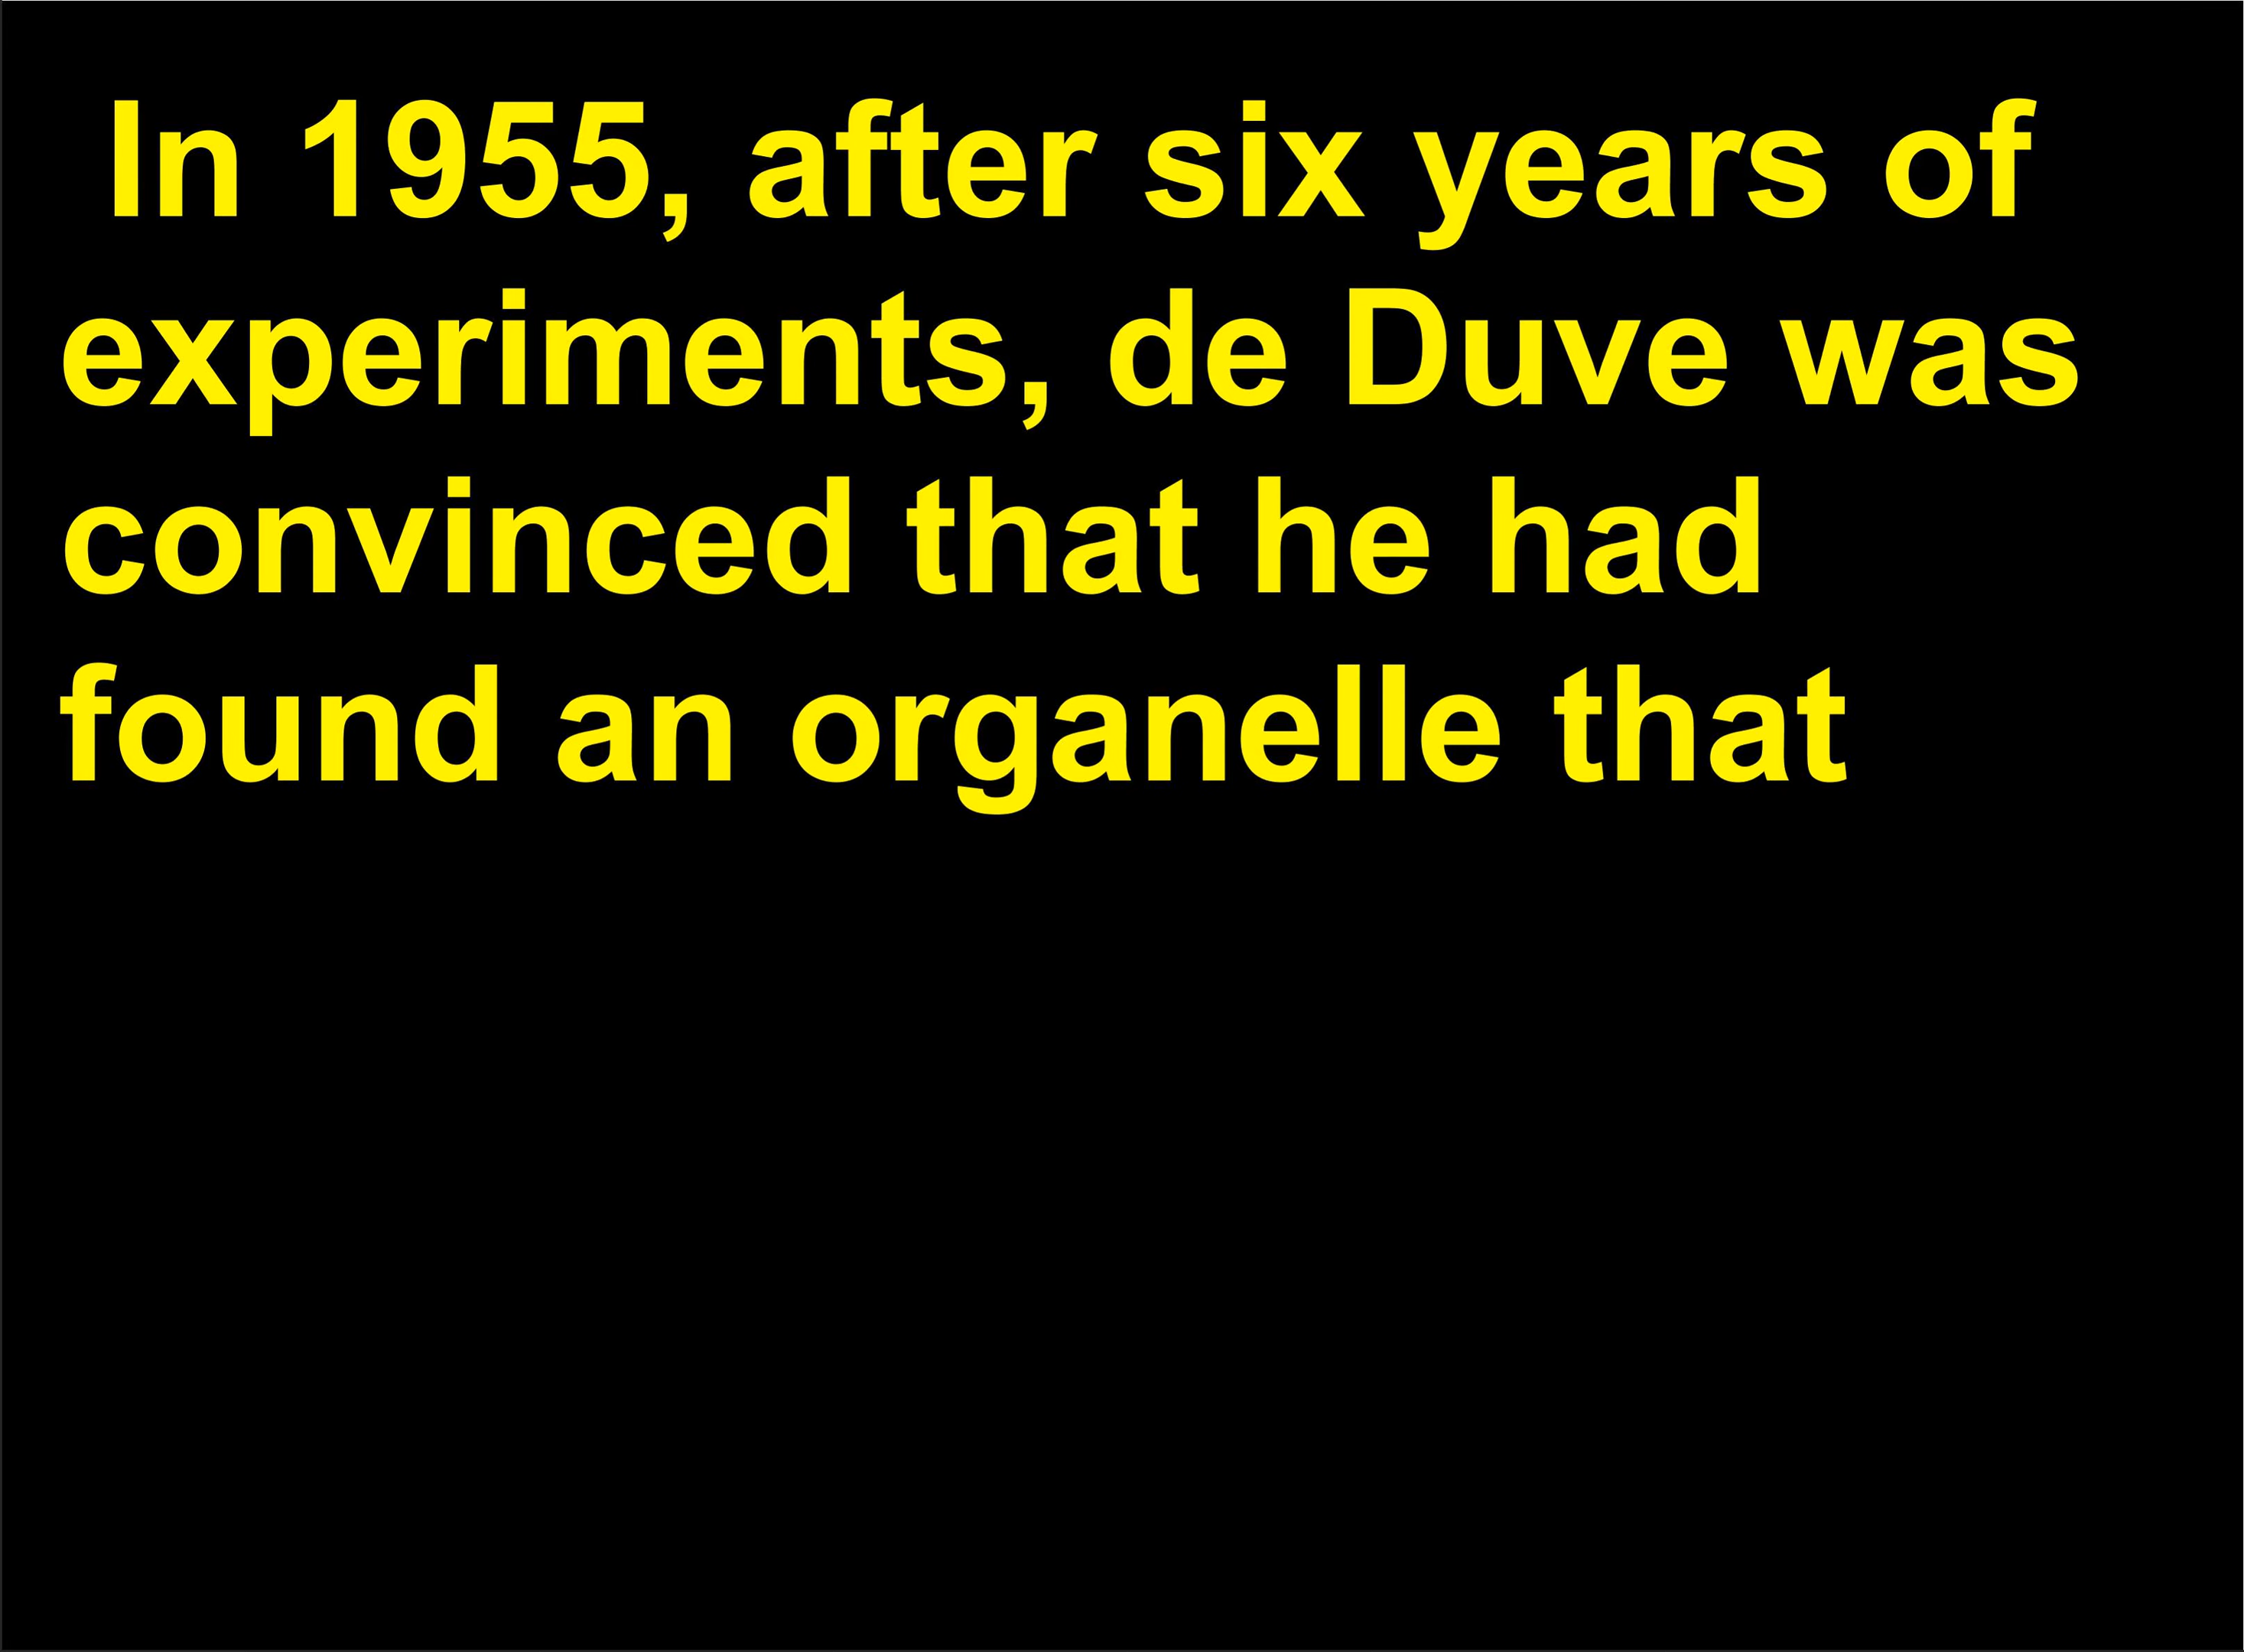 In 1955, after six years of
experiments, de Duve was
convinced that he had
found an organelle that